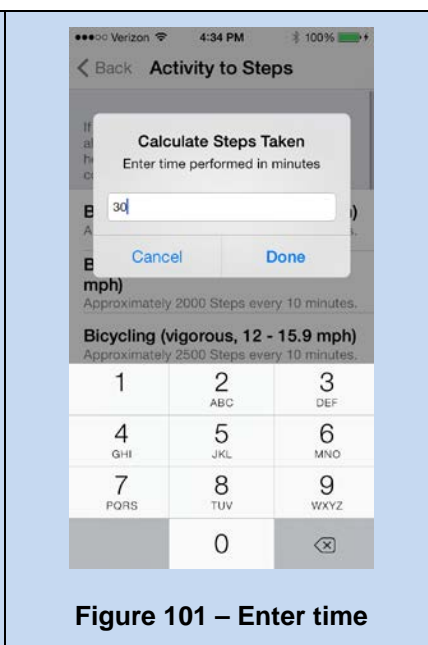 Verizon 4:34 PM 100%
Back Activity to Steps
If
Calculate Steps Taken
Enter time performed in minutes
30
Cancel Done
mph)
Approximately 2000 Steps every 10 minutes.
Bicycling (vigorous, 12 - 15.9 mph)
Approximately 2500 Steps every 10 minutes.
1 2 3
ABC DEF
4 5 6
GHI JKL MNO
7 8 9
PQRS TUV WXYZ
0
Figure 101 – Enter time